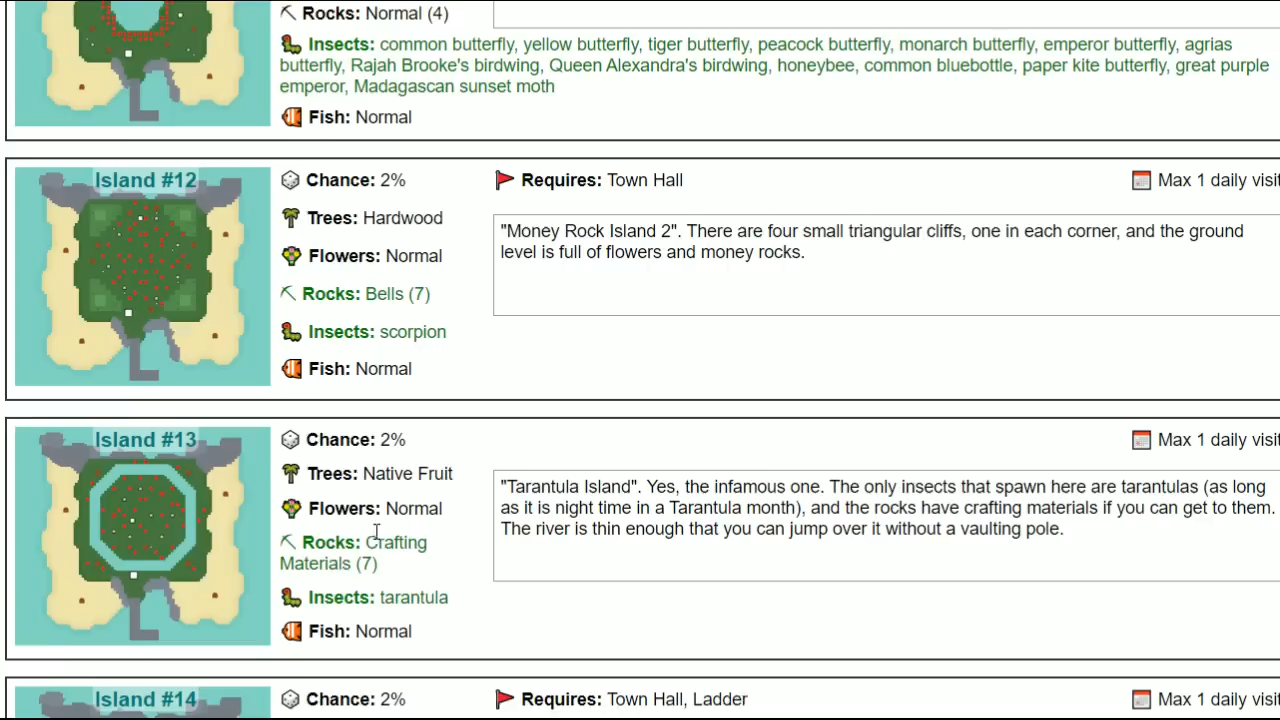 Rocks: Normal (4)
Insects: common butterfly, yellow butterfly, tiger butterfly, peacock butterfly, monarch butterfly, emperor butterfly, agrias
butterfly, Rajah Brooke's birdwing, Queen Alexandra's birdwing, honeybee, common bluebottle, paper kite butterfly, great purple
emperor, Madagascan sunset moth
Fish: Normal
Island #12
Chance: 2%
Requires: Town Hall
Max 1 daily visit
Trees: Hardwood
Flowers: Normal
Rocks: Bells (7)
Insects: scorpion
Fish: Normal
"Money Rock Island 2". There are four small triangular cliffs, one in each corner, and the ground
level is full of flowers and money rocks.
Island #13
Chance: 2%
Max 1 daily visit
Trees: Native Fruit
Flowers: Normal
Rocks: Crafting
Materials (7)
Insects: tarantula
Fish: Normal
"Tarantula Island". Yes, the infamous one. The only insects that spawn here are tarantulas (as long
as it is night time in a Tarantula month), and the rocks have crafting materials if you can get to them.
The river is thin enough that you can jump over it without a vaulting pole.
Island #14
Chance: 2%
Requires: Town Hall, Ladder
Max 1 daily visit